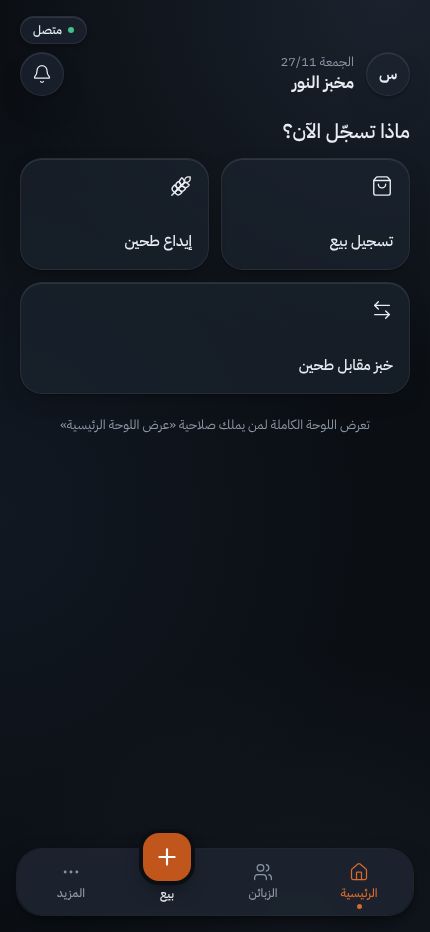 متصل
الجمعة 27/11
س
مخبز النور
ماذا تسجّل الآن؟
تسجيل بيع
إيداع طحين
خبز مقابل طحين
تعرض اللوحة الكاملة لمن يملك صلاحية «عرض اللوحة الرئيسية»
الرئيسية
الزبائن
بيع
المزيد